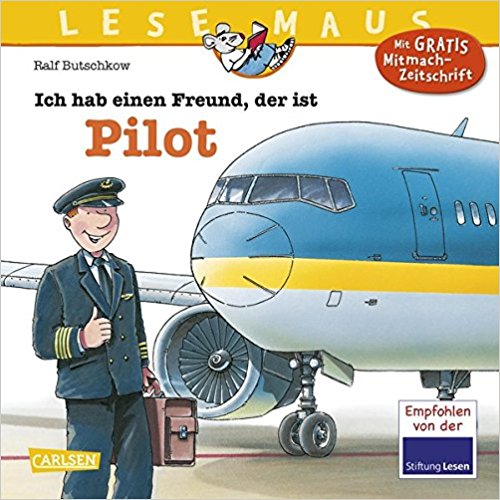 LESEMAUS
Ralf Butschkow
Mit GRATIS
Mitmach-
Zeitschrift
Ich hab einen Freund, der ist
Pilot
CARLSEN
Empfohlen
von der
Stiftung Lesen